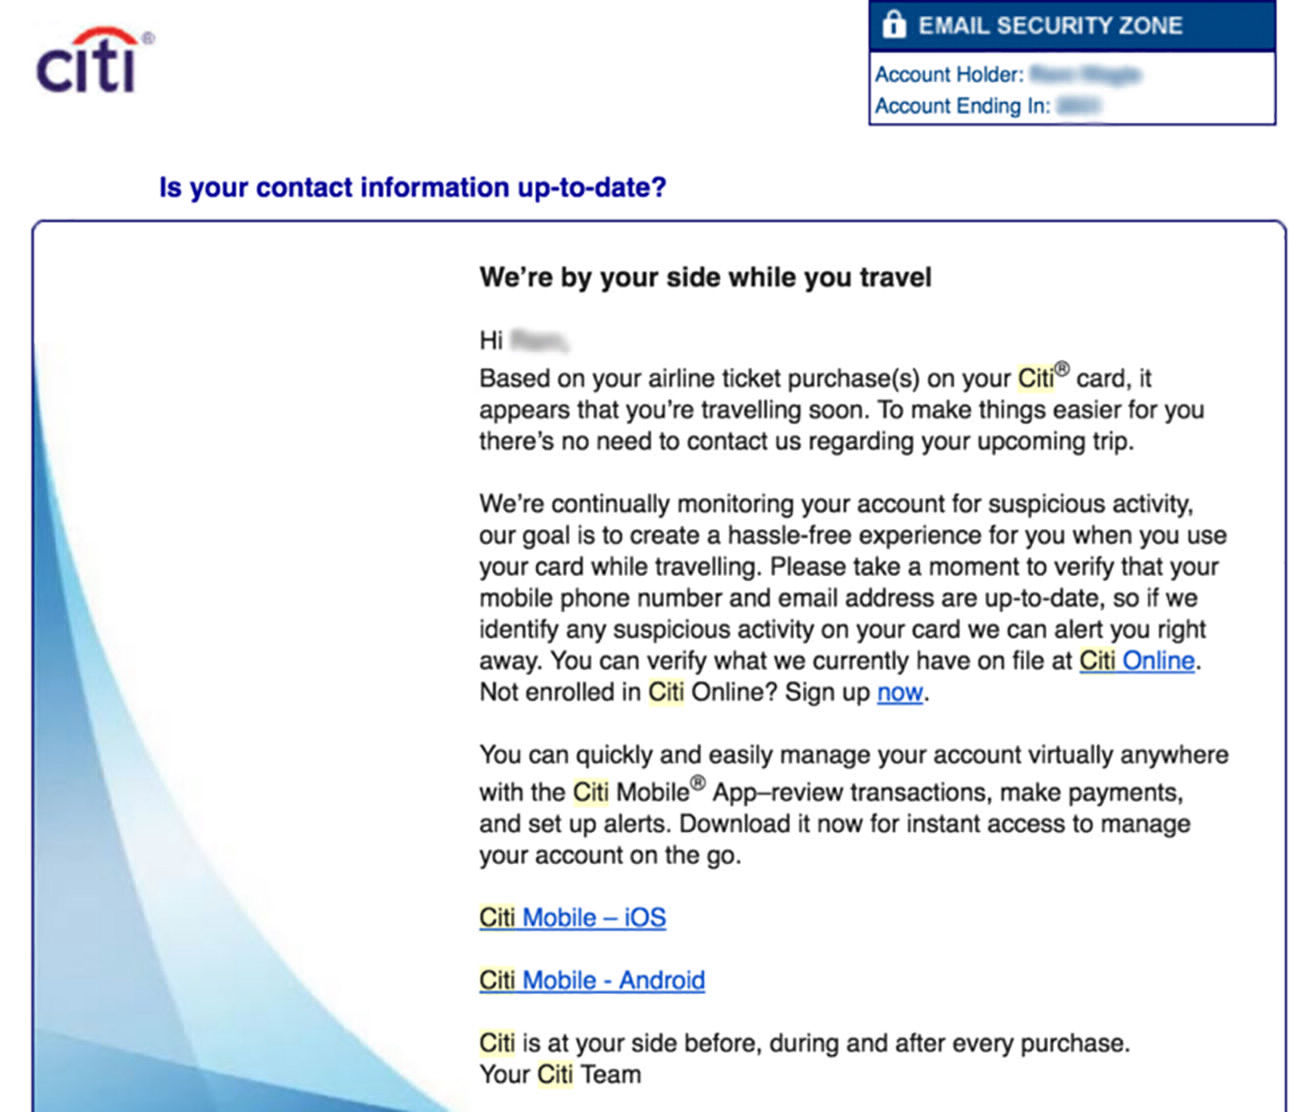 citi®
EMAIL SECURITY ZONE
Account Holder:
Account Ending In:
Is your contact information up-to-date?
We’re by your side while you travel
Hi
Based on your airline ticket purchase(s) on your Citi® card, it
appears that you’re travelling soon. To make things easier for you
there’s no need to contact us regarding your upcoming trip.
We’re continually monitoring your account for suspicious activity,
our goal is to create a hassle-free experience for you when you use
your card while travelling. Please take a moment to verify that your
mobile phone number and email address are up-to-date, so if we
identify any suspicious activity on your card we can alert you right
away. You can verify what we currently have on file at Citi Online.
Not enrolled in Citi Online? Sign up now.
You can quickly and easily manage your account virtually anywhere
with the Citi Mobile® App–review transactions, make payments,
and set up alerts. Download it now for instant access to manage
your account on the go.
Citi Mobile – iOS
Citi Mobile - Android
Citi is at your side before, during and after every purchase.
Your Citi Team